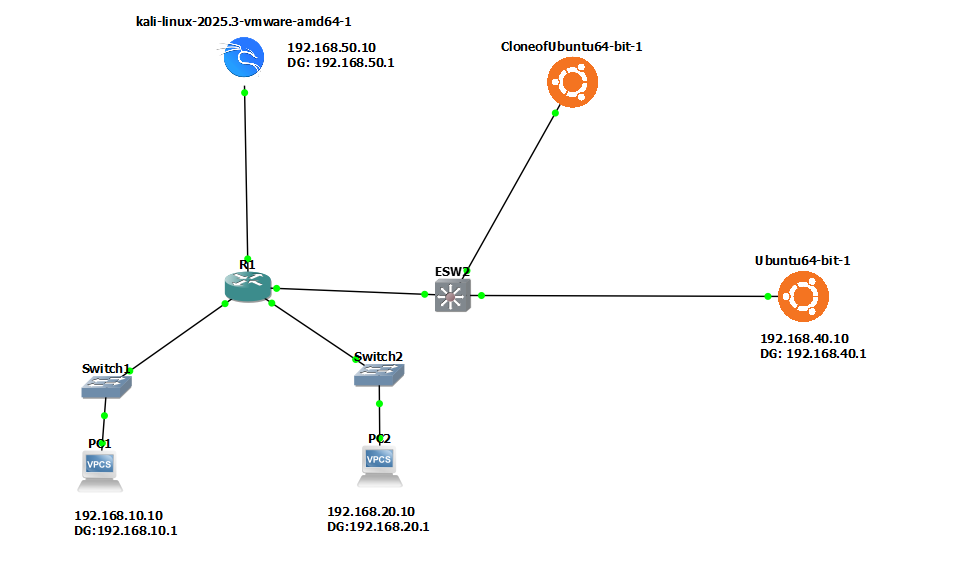 kali-linux-2025.3-vmware-amd64-1
192.168.50.10
DG: 192.168.50.1
CloneofUbuntu64-bit-1
R1
ESW2
Ubuntu64-bit-1
192.168.40.10
DG: 192.168.40.1
Switch1
Switch2
PC1
VPCS
PC2
VPCS
192.168.10.10
DG:192.168.10.1
192.168.20.10
DG:192.168.20.1